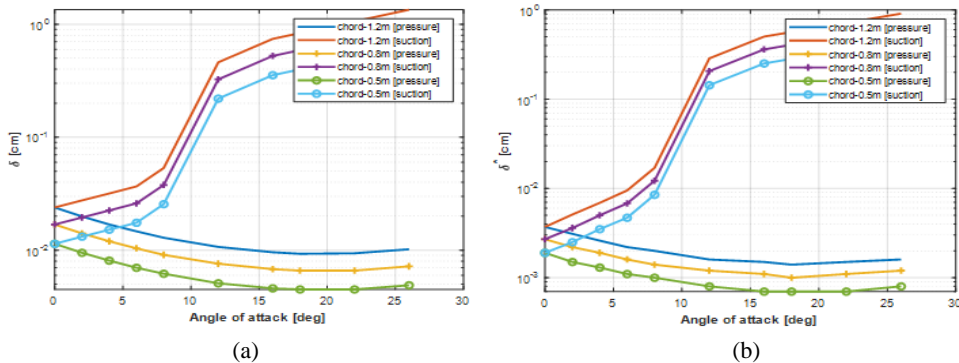 10^0
10^-1
10^-2
δ [cm]
0 5 10 15 20 25 30
Angle of attack [deg]
chord-1.2m [pressure]
chord-1.2m [suction]
chord-0.8m [pressure]
chord-0.8m [suction]
chord-0.5m [pressure]
chord-0.5m [suction]
(a)
10^0
10^-1
10^-2
10^-3
δ^* [cm]
0 5 10 15 20 25 30
Angle of attack [deg]
chord-1.2m [pressure]
chord-1.2m [suction]
chord-0.8m [pressure]
chord-0.8m [suction]
chord-0.5m [pressure]
chord-0.5m [suction]
(b)